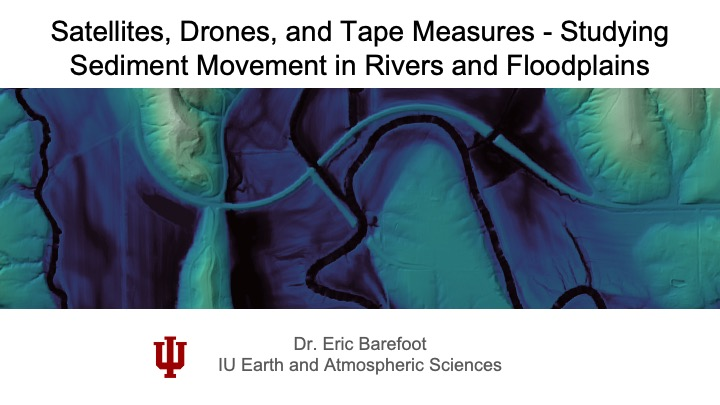 Satellites, Drones, and Tape Measures - Studying
Sediment Movement in Rivers and Floodplains
Dr. Eric Barefoot
IU Earth and Atmospheric Sciences